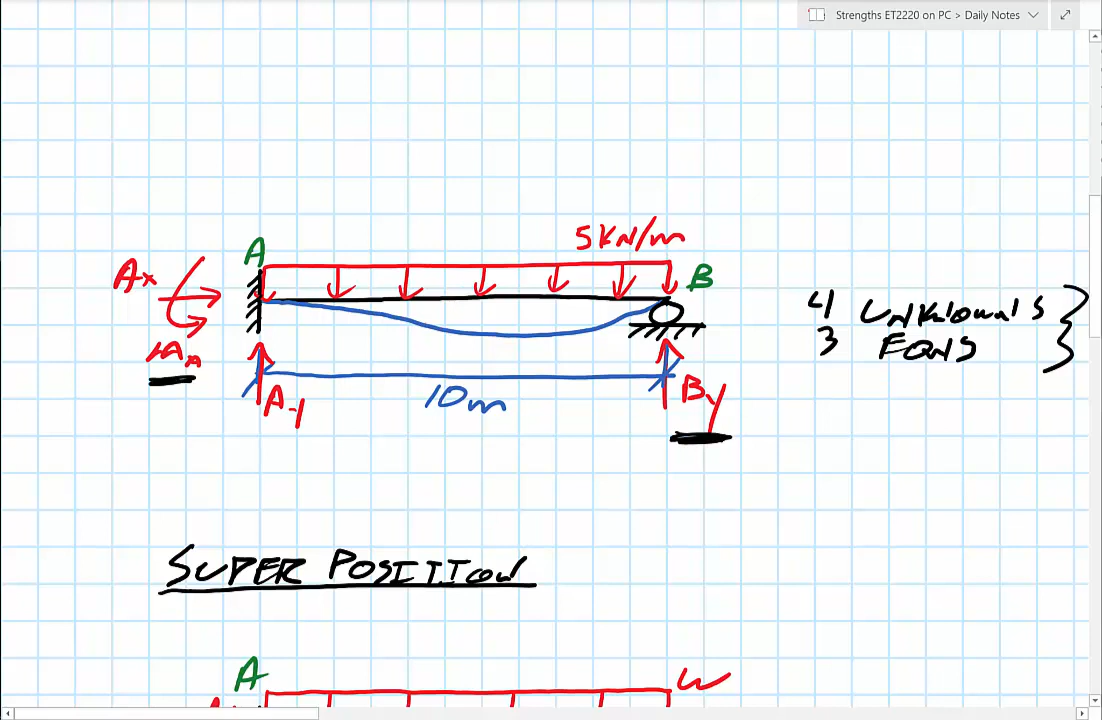 Strengths ET2220 on PC > Daily Notes
5KN/m
A
B
Ax
4 UNKNOWNS
3 EQNS
MA
Ay
10m
By
SUPER POSITION
A
W